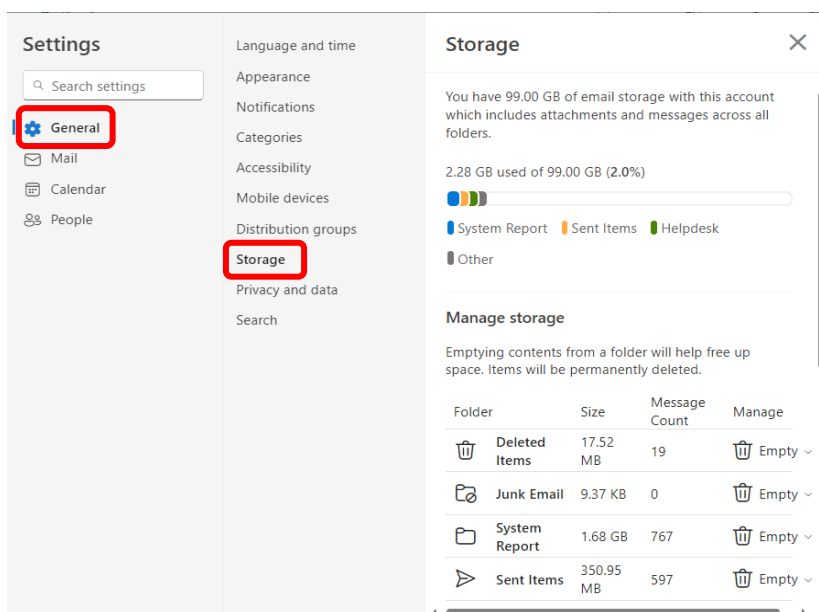 Settings
Search settings
General
Mail
Calendar
People
Language and time
Appearance
Notifications
Categories
Accessibility
Mobile devices
Distribution groups
Storage
Privacy and data
Search
Storage
You have 99.00 GB of email storage with this account
which includes attachments and messages across all
folders.
2.28 GB used of 99.00 GB (2.0%)
System Report Sent Items Helpdesk
Other
Manage storage
Emptying contents from a folder will help free up
space. Items will be permanently deleted.
Folder Size Message Count Manage
Deleted Items 17.52 MB 19 Empty
Junk Email 9.37 KB 0 Empty
System Report 1.68 GB 767 Empty
Sent Items 350.95 MB 597 Empty